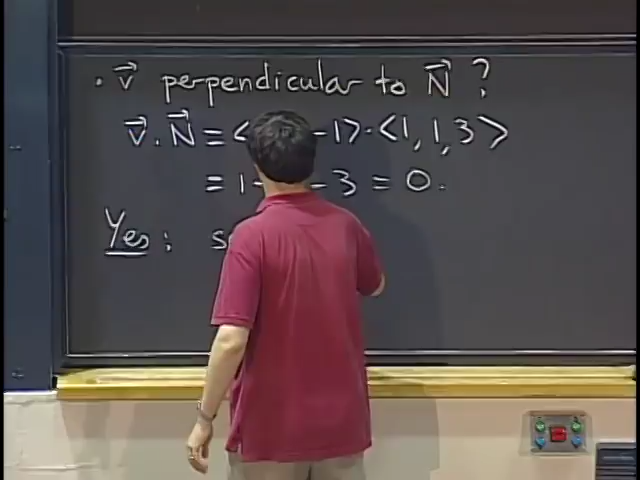 · v⃗ perpendicular to N⃗ ?
v⃗ · N⃗ = < -1> · <1, 1, 3>
= 1 - 3 = 0.
Yes :